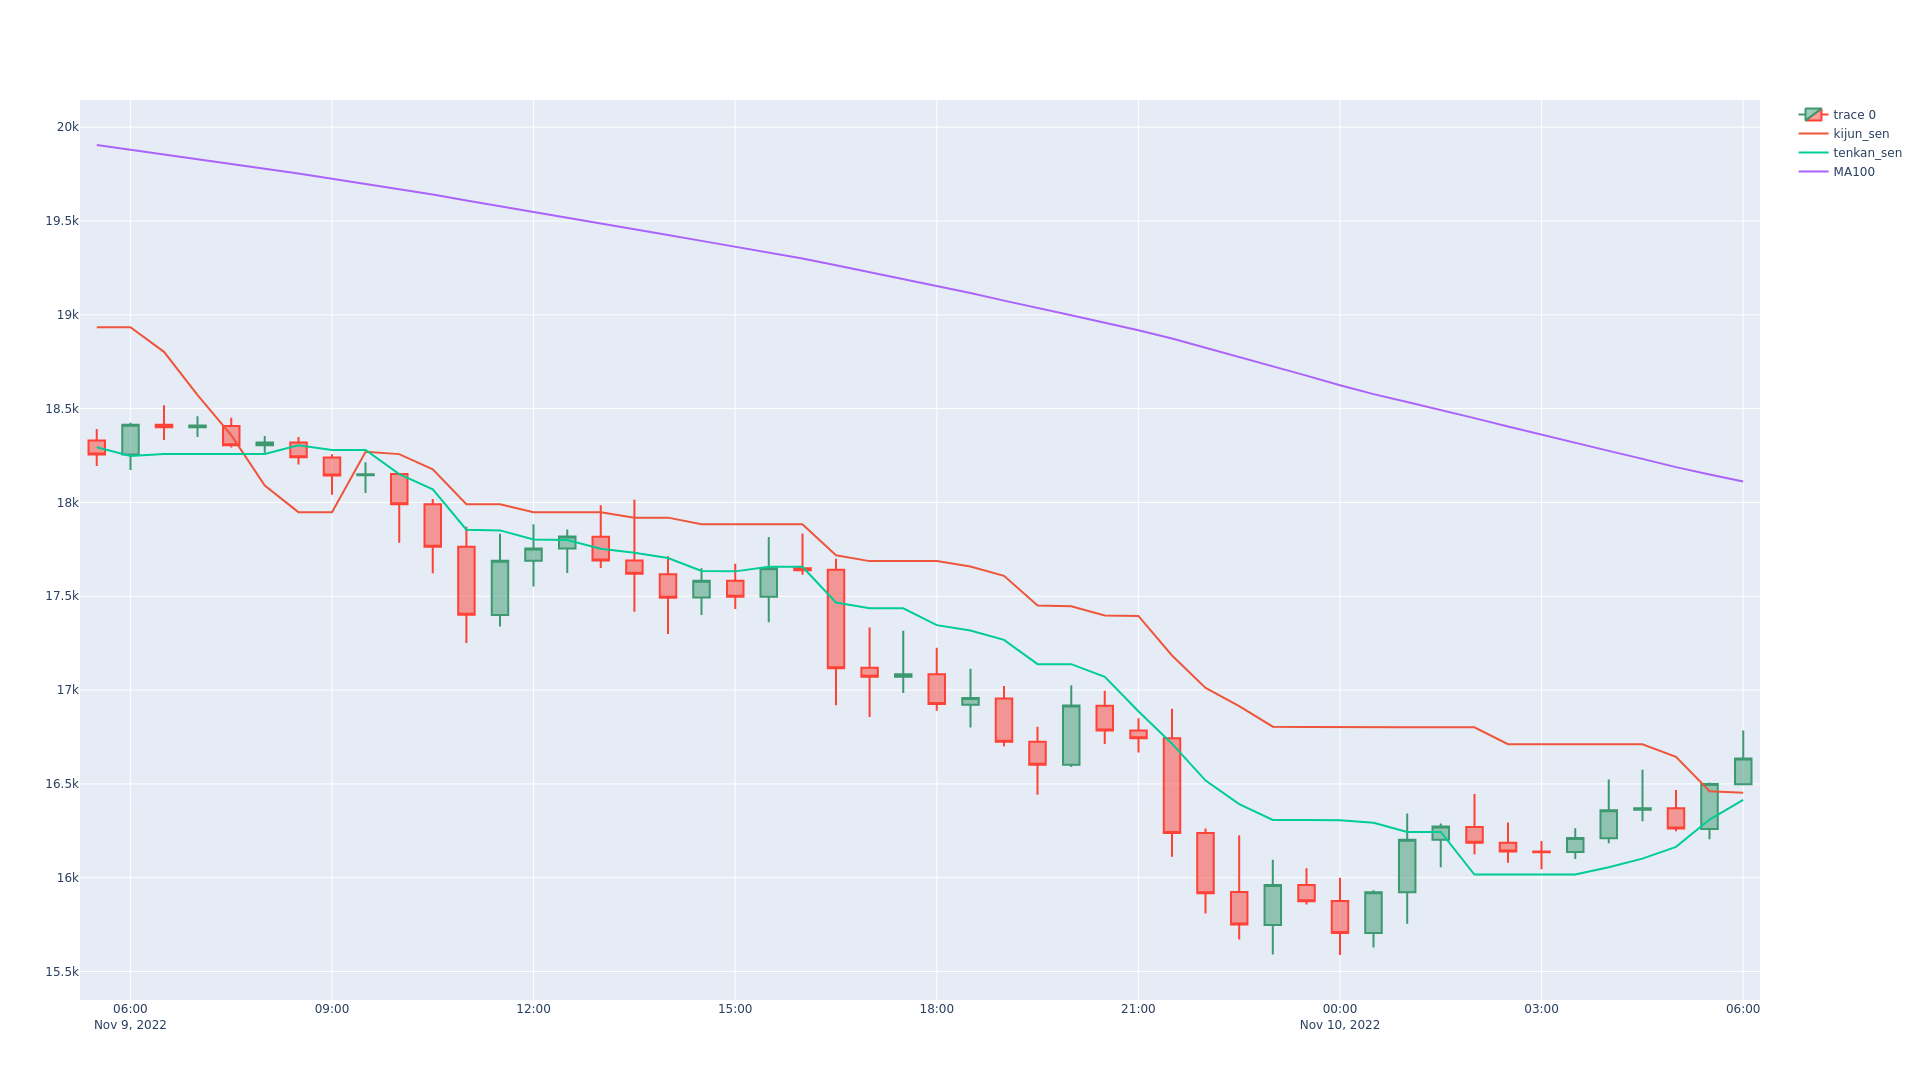 trace 0
kijun_sen
tenkan_sen
MA100
20k
19.5k
19k
18.5k
18k
17.5k
17k
16.5k
16k
15.5k
06:00 09:00 12:00 15:00 18:00 21:00 00:00 03:00 06:00
Nov 9, 2022 Nov 10, 2022